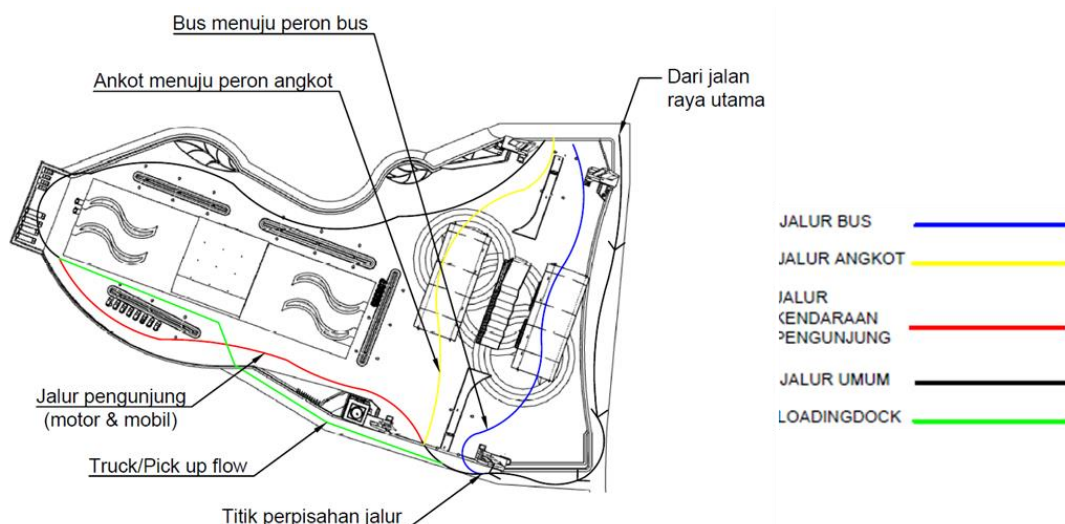 Bus menuju peron bus
Ankot menuju peron angkot
Dari jalan
raya utama
Jalur pengunjung
(motor & mobil)
Truck/Pick up flow
Titik perpisahan jalur
JALUR BUS
JALUR ANGKOT
JALUR
KENDARAAN
PENGUNJUNG
JALUR UMUM
LOADINGDOCK